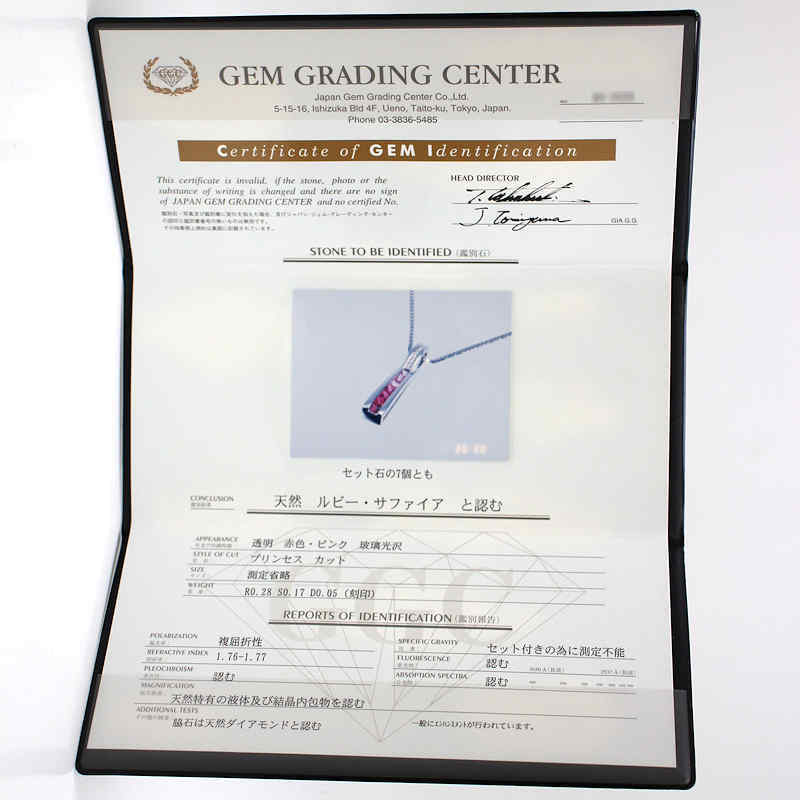 GGC
GEM GRADING CENTER
Japan Gem Grading Center Co.,Ltd.
5-15-16, Ishizuka Bld 4F, Ueno, Taito-ku, Tokyo, Japan.
Phone 03-3836-5485
NO.
Certificate of GEM Identification
This certificate is invalid, if the stone, photo or the
substance of writing is changed and there are no sign
of JAPAN GEM GRADING CENTER and no certified No.
HEAD DIRECTOR
GIA G.G.
STONE TO BE IDENTIFIED (鑑別石)
セット石の7個とも
CONCLUSION
天然 ルビー・サファイア と認む
APPEARANCE
透明 赤色・ピンク 玻璃光沢
STYLE OF CUT
プリンセス カット
SIZE
測定省略
WEIGHT
R0.28 S0.17 D0.05 (刻印)
GGC
REPORTS OF IDENTIFICATION (鑑別報告)
POLARIZATION
複屈折性
REFRACTIVE INDEX
1.76-1.77
PLEOCHROISM
認む
MAGNIFICATION
天然特有の液体及び結晶内包物を認む
ADDITIONAL TESTS
脇石は天然ダイアモンドと認む
SPECIFIC GRAVITY
セット付きの為に測定不能
FLUORESCENCE
認む
ABSORPTION SPECTRA
認む
一般にエンハンスメントが行われています。